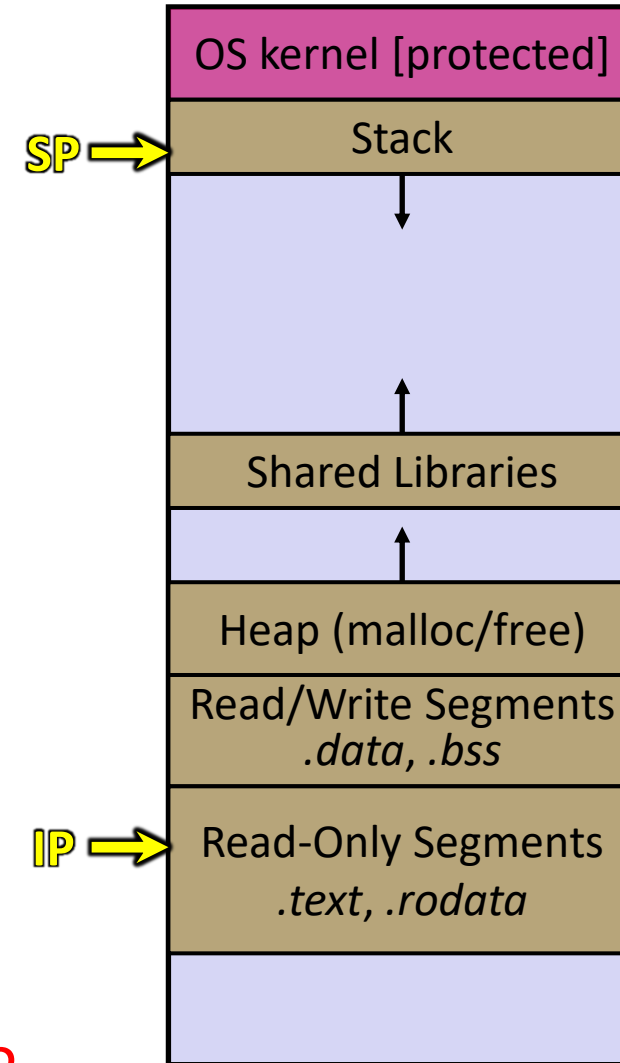 OS kernel [protected]
Stack
SP
Shared Libraries
Heap (malloc/free)
Read/Write Segments
.data, .bss
IP
Read-Only Segments
.text, .rodata